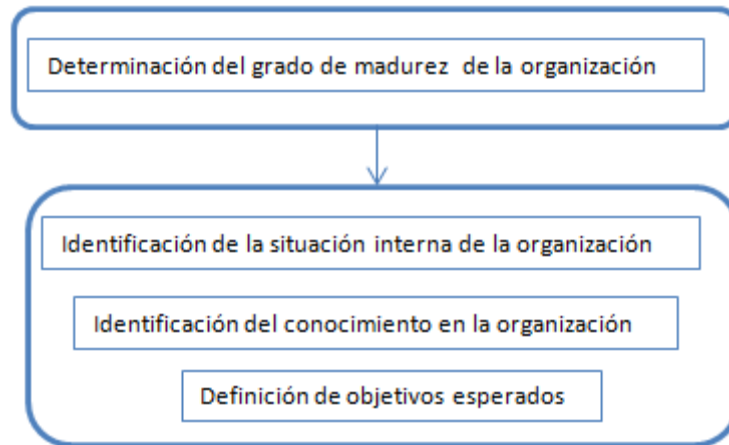 Determinación del grado de madurez de la organización
Identificación de la situación interna de la organización
Identificación del conocimiento en la organización
Definición de objetivos esperados